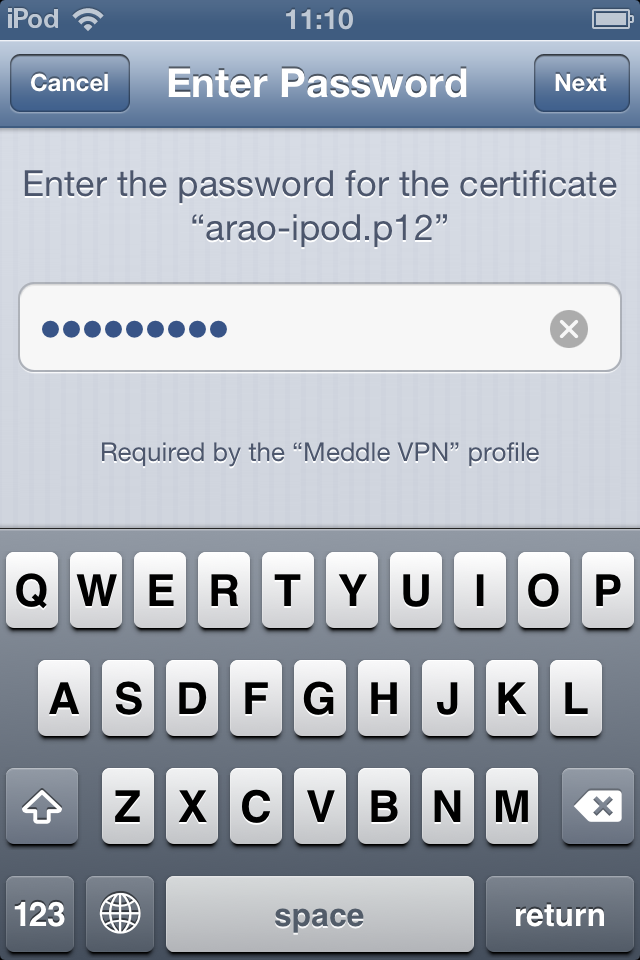 iPod 11:10
Cancel Enter Password Next
Enter the password for the certificate
“arao-ipod.p12”
•••••••••
Required by the “Meddle VPN” profile
Q W E R T Y U I O P
A S D F G H J K L
Z X C V B N M
123 space return